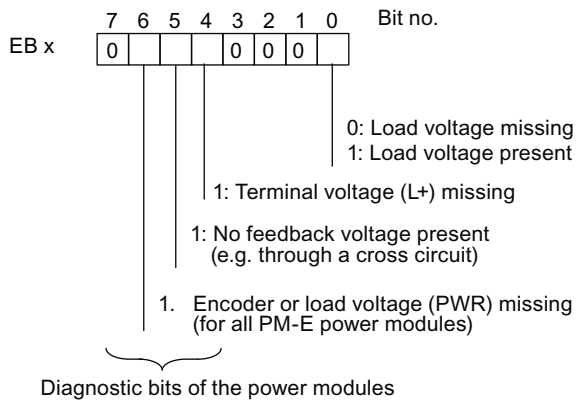 7 6 5 4 3 2 1 0 Bit no.
EB x 0 0 0 0
0: Load voltage missing
1: Load voltage present
1: Terminal voltage (L+) missing
1: No feedback voltage present
(e.g. through a cross circuit)
1. Encoder or load voltage (PWR) missing
(for all PM-E power modules)
Diagnostic bits of the power modules